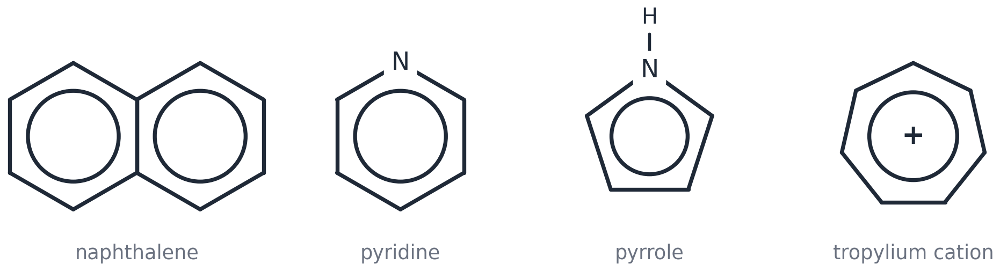 H
N
N
+
naphthalene
pyridine
pyrrole
tropylium cation